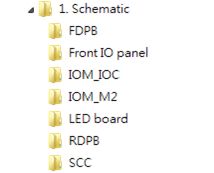 1. Schematic
FDPB
Front IO panel
IOM_IOC
IOM_M2
LED board
RDPB
SCC